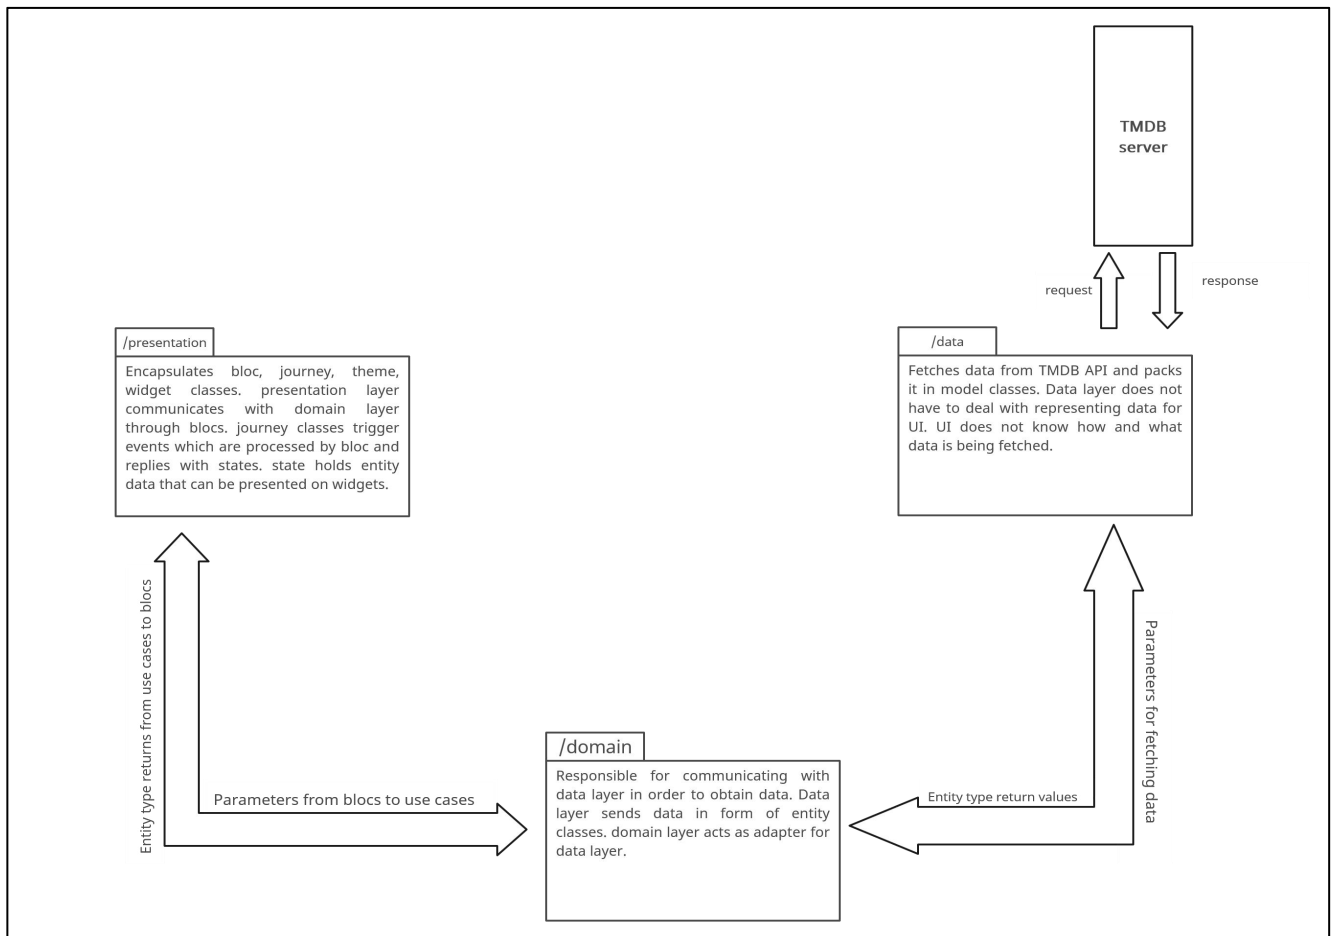 TMDB
server
request
response
/presentation
Encapsulates bloc, journey, theme,
widget classes. presentation layer
communicates with domain layer
through blocs. journey classes trigger
events which are processed by bloc and
replies with states. state holds entity
data that can be presented on widgets.
/data
Fetches data from TMDB API and packs
it in model classes. Data layer does not
have to deal with representing data for
UI. UI does not know how and what
data is being fetched.
Entity type returns from use cases to blocs
Parameters from blocs to use cases
/domain
Responsible for communicating with
data layer in order to obtain data. Data
layer sends data in form of entity
classes. domain layer acts as adapter for
data layer.
Entity type return values
Parameters for fetching data